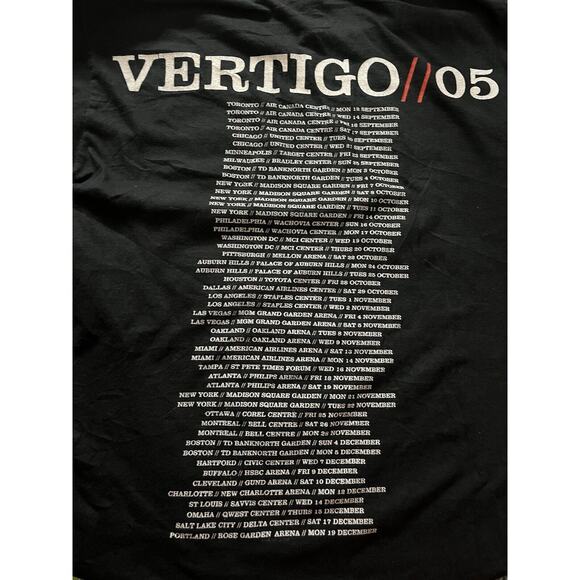 VERTIGO//05
TORONTO // AIR CANADA CENTRE // MON 12 SEPTEMBER
TORONTO // AIR CANADA CENTRE // WED 14 SEPTEMBER
TORONTO // AIR CANADA CENTRE // FRI 16 SEPTEMBER
TORONTO // AIR CANADA CENTRE // SAT 17 SEPTEMBER
CHICAGO // UNITED CENTER // TUES 20 SEPTEMBER
CHICAGO // UNITED CENTER // WED 21 SEPTEMBER
MINNEAPOLIS // TARGET CENTER // FRI 23 SEPTEMBER
MILWAUKEE // BRADLEY CENTER // SUN 25 SEPTEMBER
BOSTON // TD BANKNORTH GARDEN // MON 3 OCTOBER
BOSTON // TD BANKNORTH GARDEN // TUES 4 OCTOBER
NEW YORK // MADISON SQUARE GARDEN // FRI 7 OCTOBER
NEW YORK // MADISON SQUARE GARDEN // SAT 8 OCTOBER
NEW YORK // MADISON SQUARE GARDEN // MON 10 OCTOBER
NEW YORK // MADISON SQUARE GARDEN // TUES 11 OCTOBER
NEW YORK // MADISON SQUARE GARDEN // FRI 14 OCTOBER
PHILADELPHIA // WACHOVIA CENTER // SUN 16 OCTOBER
PHILADELPHIA // WACHOVIA CENTER // MON 17 OCTOBER
WASHINGTON DC // MCI CENTER // WED 19 OCTOBER
WASHINGTON DC // MCI CENTER // THURS 20 OCTOBER
PITTSBURGH // MELLON ARENA // SAT 22 OCTOBER
AUBURN HILLS // PALACE OF AUBURN HILLS // MON 24 OCTOBER
AUBURN HILLS // PALACE OF AUBURN HILLS // TUES 25 OCTOBER
HOUSTON // TOYOTA CENTER // FRI 28 OCTOBER
DALLAS // AMERICAN AIRLINES CENTER // SAT 29 OCTOBER
LOS ANGELES // STAPLES CENTER // TUES 1 NOVEMBER
LOS ANGELES // STAPLES CENTER // WED 2 NOVEMBER
LAS VEGAS // MGM GRAND GARDEN ARENA // FRI 4 NOVEMBER
LAS VEGAS // MGM GRAND GARDEN ARENA // SAT 5 NOVEMBER
OAKLAND // OAKLAND ARENA // TUES 8 NOVEMBER
OAKLAND // OAKLAND ARENA // WED 9 NOVEMBER
MIAMI // AMERICAN AIRLINES ARENA // SAT 13 NOVEMBER
MIAMI // AMERICAN AIRLINES ARENA // MON 14 NOVEMBER
TAMPA // ST PETE TIMES FORUM // WED 16 NOVEMBER
ATLANTA // PHILIPS ARENA // FRI 18 NOVEMBER
ATLANTA // PHILIPS ARENA // SAT 19 NOVEMBER
NEW YORK // MADISON SQUARE GARDEN // MON 21 NOVEMBER
NEW YORK // MADISON SQUARE GARDEN // TUES 22 NOVEMBER
OTTAWA // COREL CENTRE // FRI 25 NOVEMBER
MONTREAL // BELL CENTRE // SAT 26 NOVEMBER
MONTREAL // BELL CENTRE // MON 28 NOVEMBER
BOSTON // TD BANKNORTH GARDEN // SUN 4 DECEMBER
BOSTON // TD BANKNORTH GARDEN // MON 5 DECEMBER
HARTFORD // CIVIC CENTER // WED 7 DECEMBER
BUFFALO // HSBC ARENA // FRI 9 DECEMBER
CLEVELAND // GUND ARENA // SAT 10 DECEMBER
CHARLOTTE // NEW CHARLOTTE ARENA // MON 12 DECEMBER
ST LOUIS // SAVVIS CENTER // WED 14 DECEMBER
OMAHA // QWEST CENTER // THURS 15 DECEMBER
SALT LAKE CITY // DELTA CENTER // SAT 17 DECEMBER
PORTLAND // ROSE GARDEN ARENA // MON 19 DECEMBER